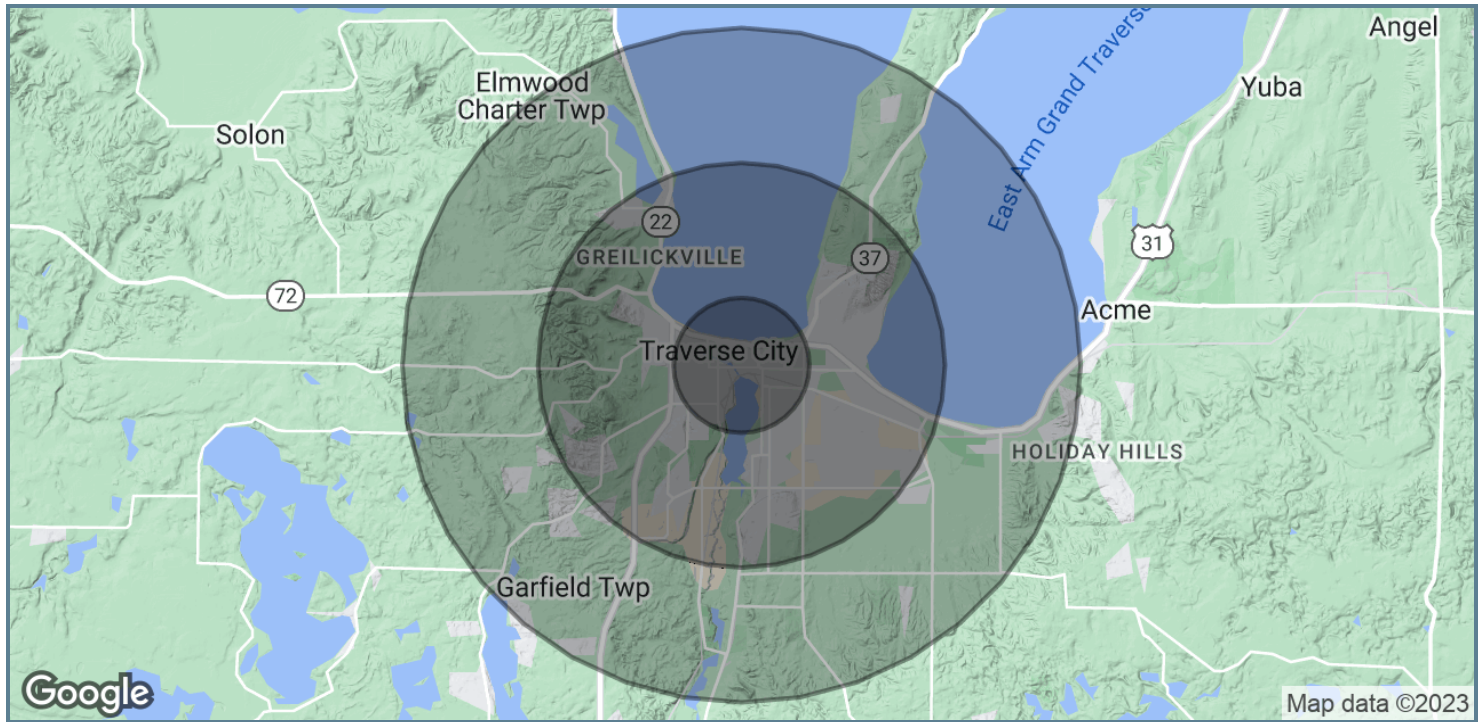 Angel
Elmwood
Charter Twp
Yuba
Solon
East Arm Grand Traverse
22
31
GREILICKVILLE
37
72
Acme
Traverse City
HOLIDAY HILLS
Garfield Twp
Google
Map data ©2023